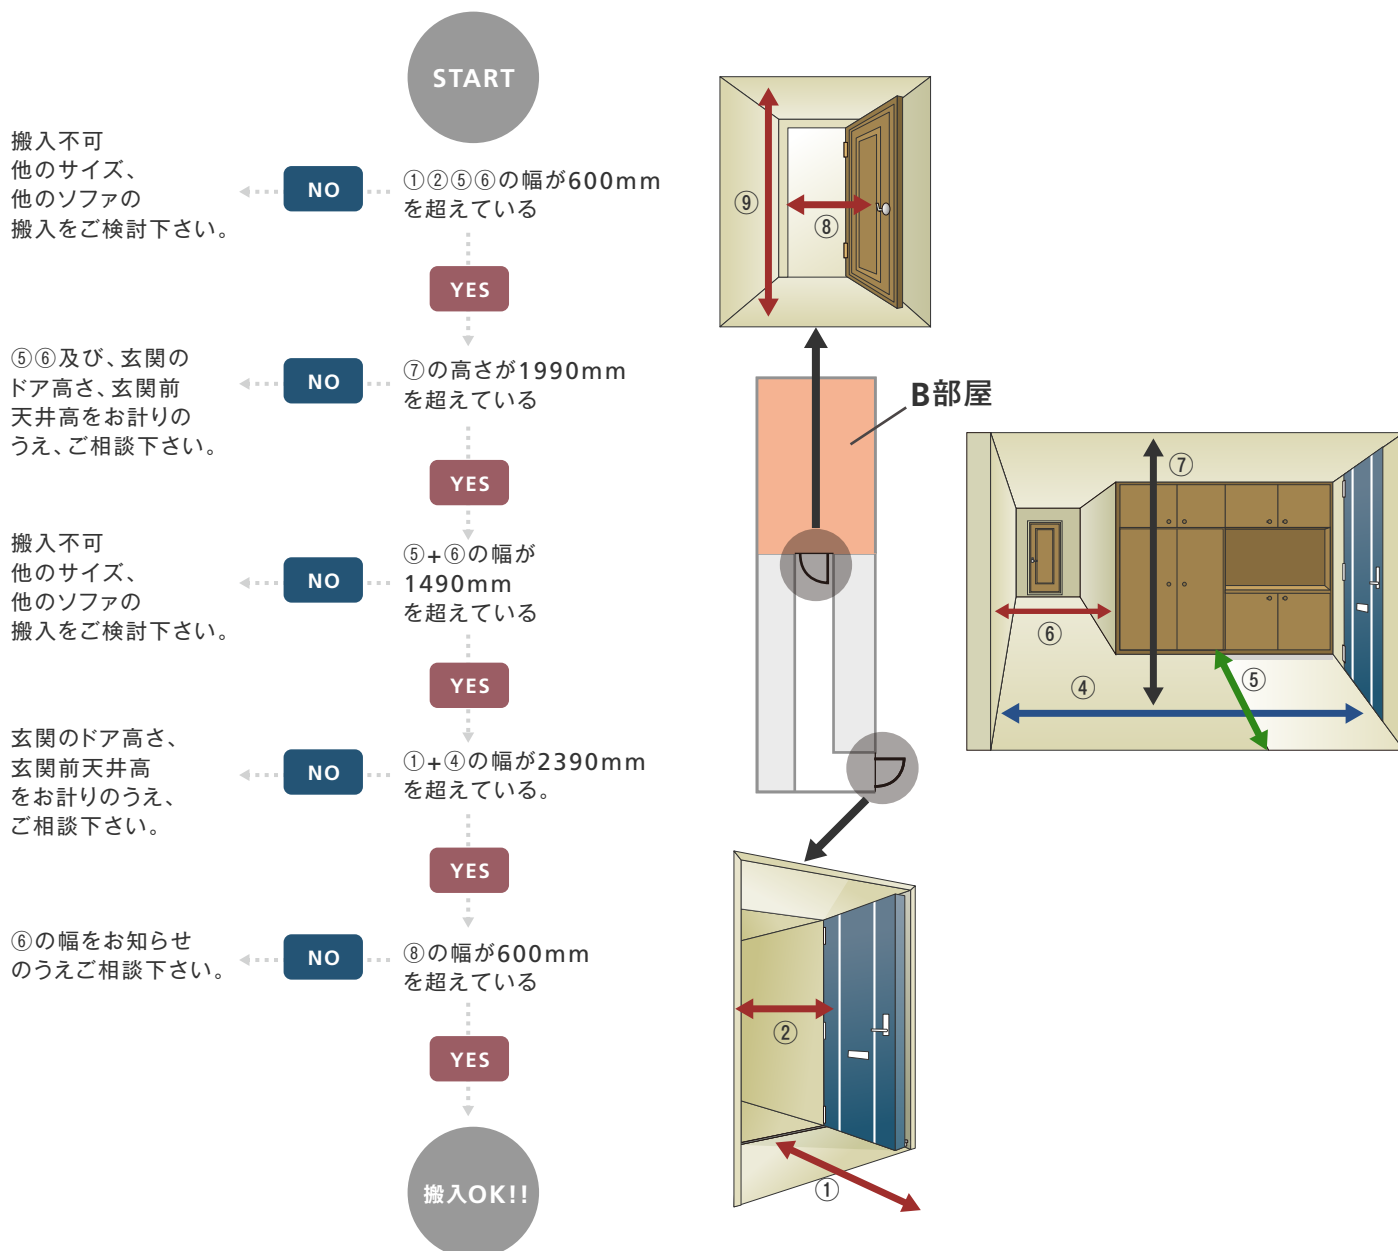 START
搬入不可
他のサイズ、
他のソファの
搬入をご検討下さい。
NO
①②⑤⑥の幅が600mm
を超えている
YES
⑤⑥及び、玄関の
ドア高さ、玄関前
天井高をお計りの
うえ、ご相談下さい。
NO
⑦の高さが1990mm
を超えている
YES
搬入不可
他のサイズ、
他のソファの
搬入をご検討下さい。
NO
⑤+⑥の幅が
1490mm
を超えている
YES
玄関のドア高さ、
玄関前天井高
をお計りのうえ、
ご相談下さい。
NO
①+④の幅が2390mm
を超えている。
YES
⑥の幅をお知らせ
のうえご相談下さい。
NO
⑧の幅が600mm
を超えている
YES
搬入OK!!
⑨
⑧
B部屋
⑦
⑥
④
⑤
②
①